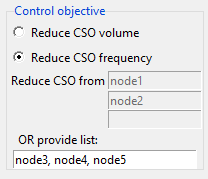 Control objective
Reduce CSO volume
Reduce CSO frequency
Reduce CSO from node1
node2
OR provide list:
node3, node4, node5